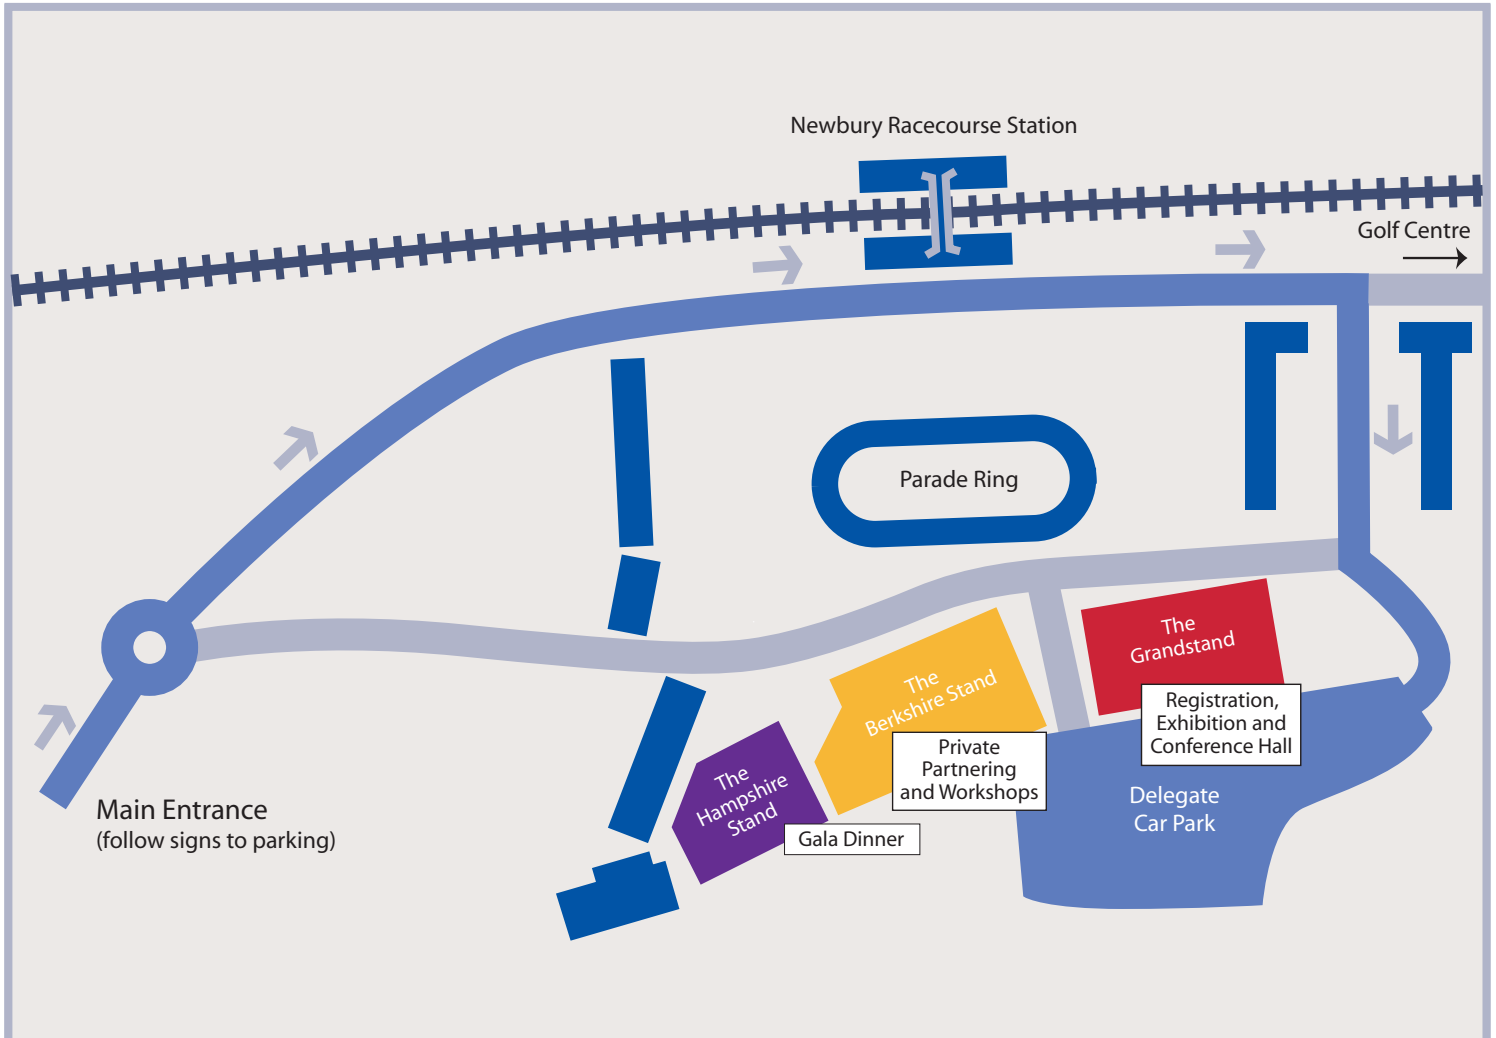 Newbury Racecourse Station
Golf Centre
Parade Ring
The
Grandstand
Registration,
Exhibition and
Conference Hall
The
Berkshire Stand
Private
Partnering
and Workshops
The
Hampshire
Stand
Gala Dinner
Delegate
Car Park
Main Entrance
(follow signs to parking)